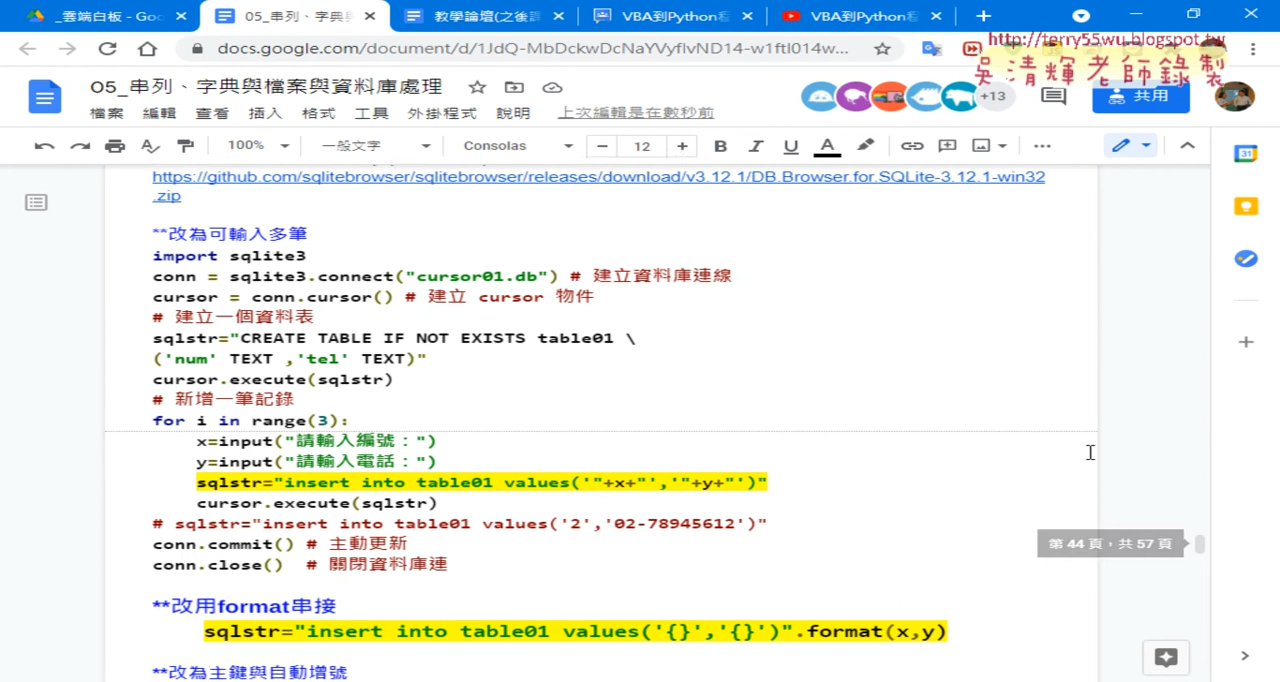 _雲端白板 - Goo
05_串列、字典與
教學論壇(之後課
VBA到Python程
VBA到Python程
docs.google.com/document/d/1JdQ-MbDckwDcNaYVyflvND14-w1ftl014w...
http://terry55wu.blogspot.tw
吳清輝老師錄製
05_串列、字典與檔案與資料庫處理
+13
共用
檔案 編輯 查看 插入 格式 工具 外掛程式 說明 上次編輯是在數秒前
100% 一般文字 Consolas 12 B I U A
31
https://github.com/sqlitebrowser/sqlitebrowser/releases/download/v3.12.1/DB.Browser.for.SQLite-3.12.1-win32
.zip
**改為可輸入多筆
import sqlite3
conn = sqlite3.connect("cursor01.db") # 建立資料庫連線
cursor = conn.cursor() # 建立 cursor 物件
# 建立一個資料表
sqlstr="CREATE TABLE IF NOT EXISTS table01 \
('num' TEXT ,'tel' TEXT)"
cursor.execute(sqlstr)
# 新增一筆記錄
for i in range(3):
x=input("請輸入編號：")
y=input("請輸入電話：")
sqlstr="insert into table01 values('"+x+"','"+y+"')"
cursor.execute(sqlstr)
# sqlstr="insert into table01 values('2','02-78945612')"
conn.commit() # 主動更新
conn.close() # 關閉資料庫連
第 44 頁，共 57 頁
**改用format串接
sqlstr="insert into table01 values('{}','{}')".format(x,y)
**改為主鍵與自動增號